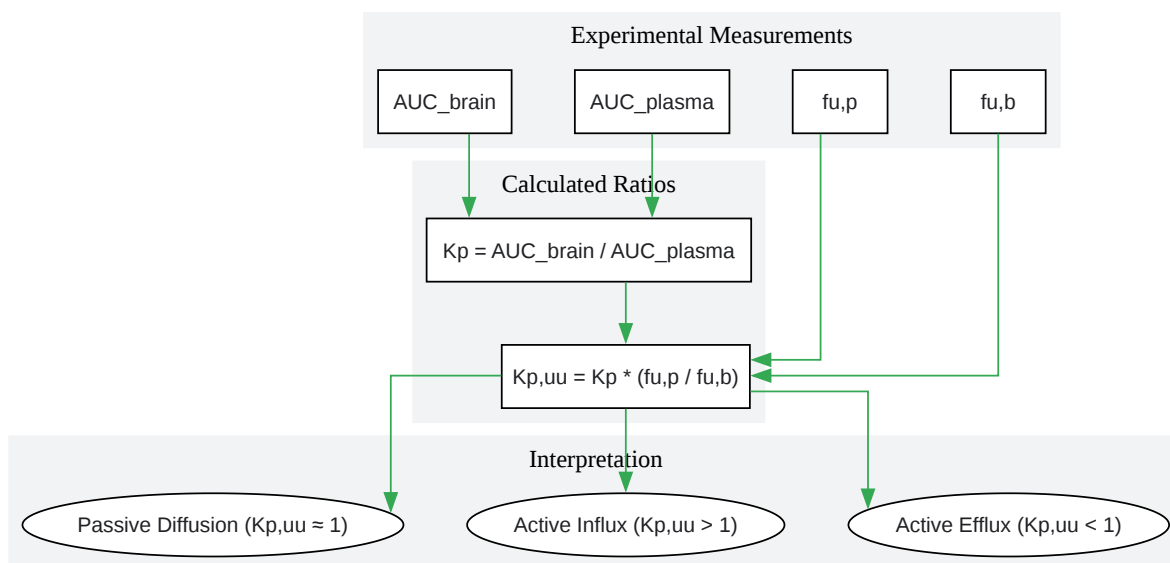 Experimental Measurements
AUC_brain
AUC_plasma
fu,p
fu,b
Calculated Ratios
Kp = AUC_brain / AUC_plasma
Kp,uu = Kp * (fu,p / fu,b)
Interpretation
Passive Diffusion (Kp,uu ≈ 1)
Active Influx (Kp,uu > 1)
Active Efflux (Kp,uu < 1)